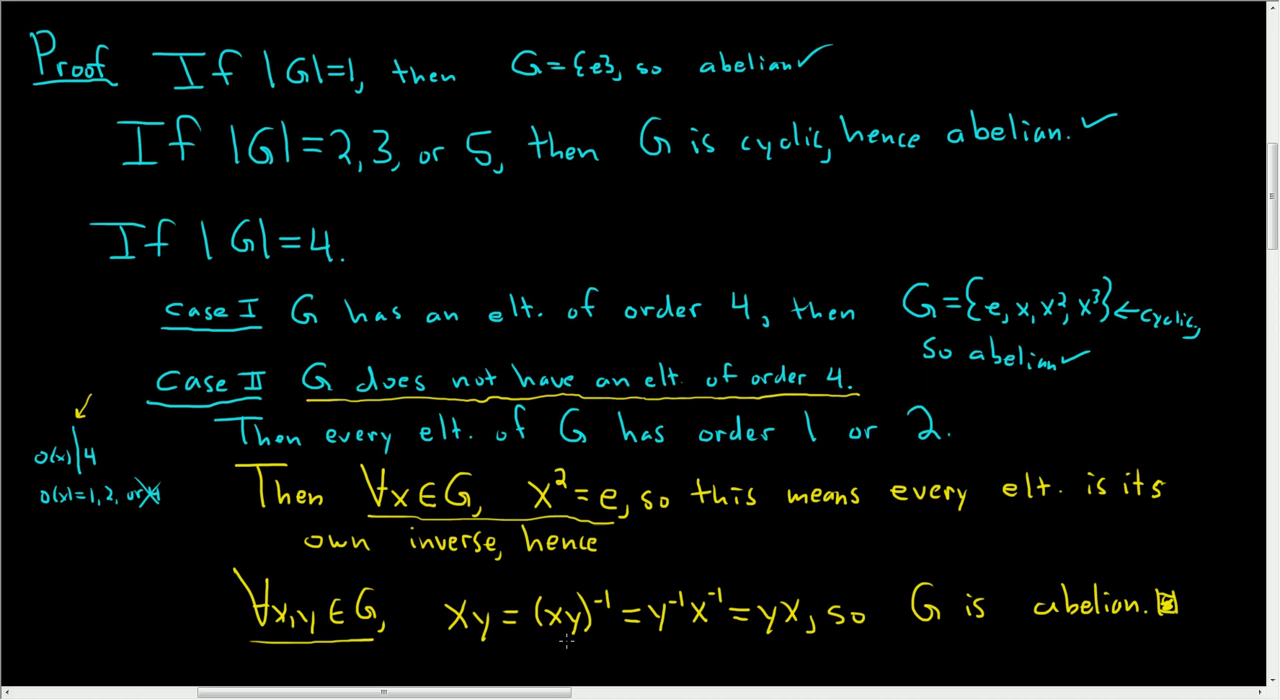 Proof If |G|=1, then G={e}, so abelian✓
If |G|=2,3, or 5, then G is cyclic, hence abelian.✓
If |G|=4.
Case I G has an elt. of order 4, then G={e, x, x², x³}←cyclic,
so abelian✓
Case II G does not have an elt. of order 4.
Then every elt. of G has order 1 or 2.
o(x)|4
o(x)=1,2, or 4
Then ∀x∈G, x²=e, so this means every elt. is its
own inverse, hence
∀x,y∈G, xy=(xy)⁻¹=y⁻¹x⁻¹=yx, so G is abelian.